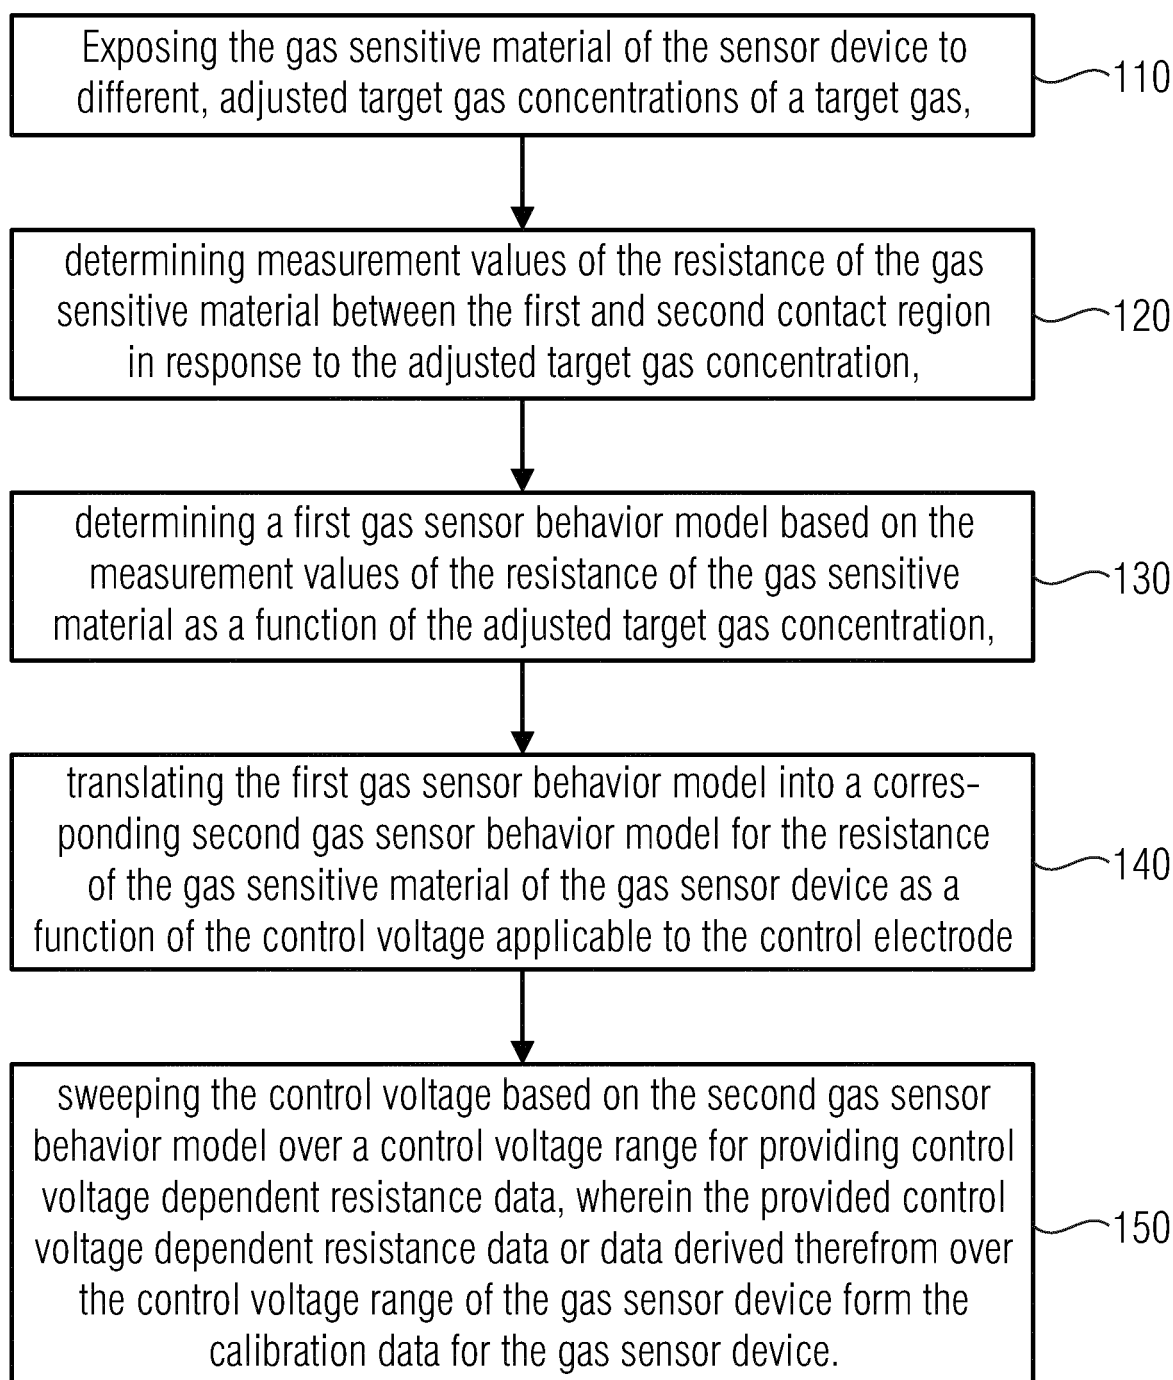 Exposing the gas sensitive material of the sensor device to
different, adjusted target gas concentrations of a target gas,
110
determining measurement values of the resistance of the gas
sensitive material between the first and second contact region
in response to the adjusted target gas concentration,
120
determining a first gas sensor behavior model based on the
measurement values of the resistance of the gas sensitive
material as a function of the adjusted target gas concentration,
130
translating the first gas sensor behavior model into a corres-
ponding second gas sensor behavior model for the resistance
of the gas sensitive material of the gas sensor device as a
function of the control voltage applicable to the control electrode
140
sweeping the control voltage based on the second gas sensor
behavior model over a control voltage range for providing control
voltage dependent resistance data, wherein the provided control
voltage dependent resistance data or data derived therefrom over
the control voltage range of the gas sensor device form the
calibration data for the gas sensor device.
150